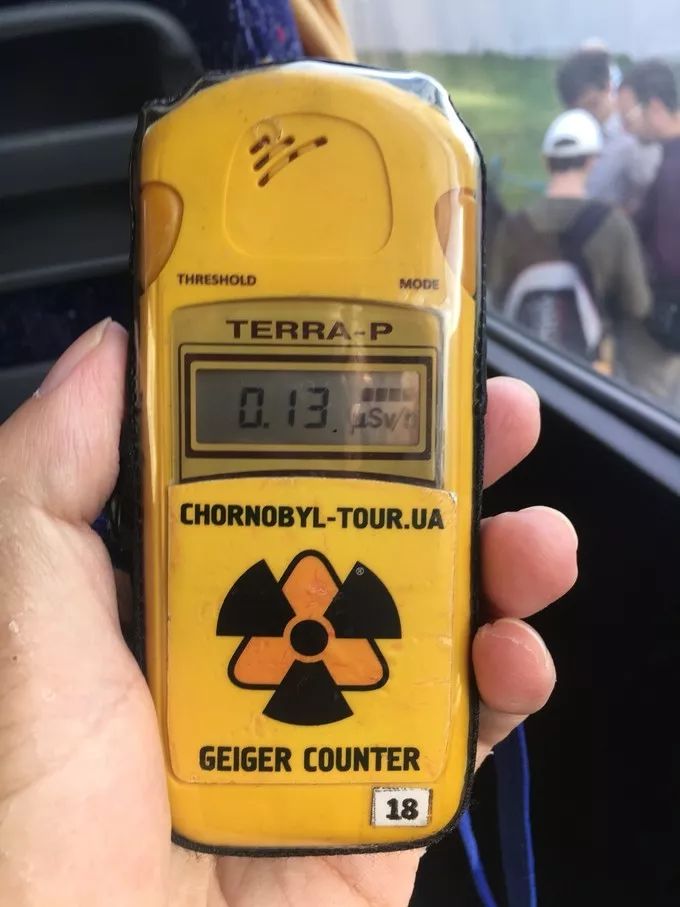 THRESHOLD MODE
TERRA-P
0.13 µSv/h
CHORNOBYL-TOUR.UA
®
GEIGER COUNTER
18